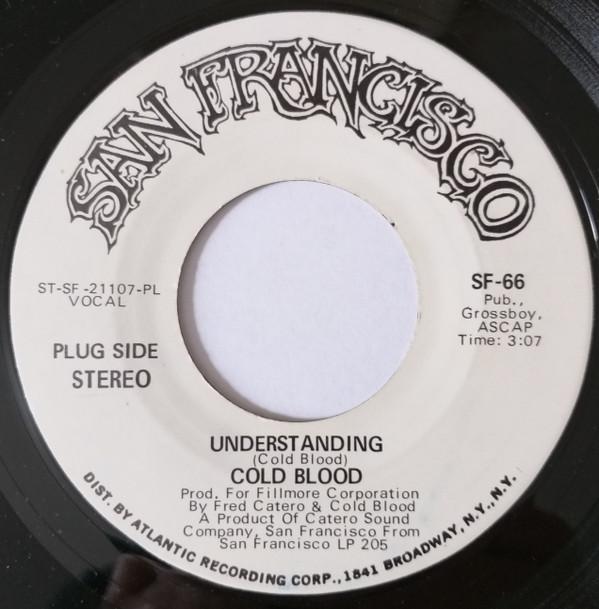 SAN FRANCISCO
ST-SF-21107-PL
VOCAL
PLUG SIDE
STEREO
SF-66
Pub.,
Grossboy,
ASCAP
Time: 3:07
UNDERSTANDING
(Cold Blood)
COLD BLOOD
Prod. For Fillmore Corporation
By Fred Catero & Cold Blood
A Product Of Catero Sound
Company, San Francisco From
San Francisco LP 205
DIST. BY ATLANTIC RECORDING CORP., 1841 BROADWAY, N.Y., N.Y.